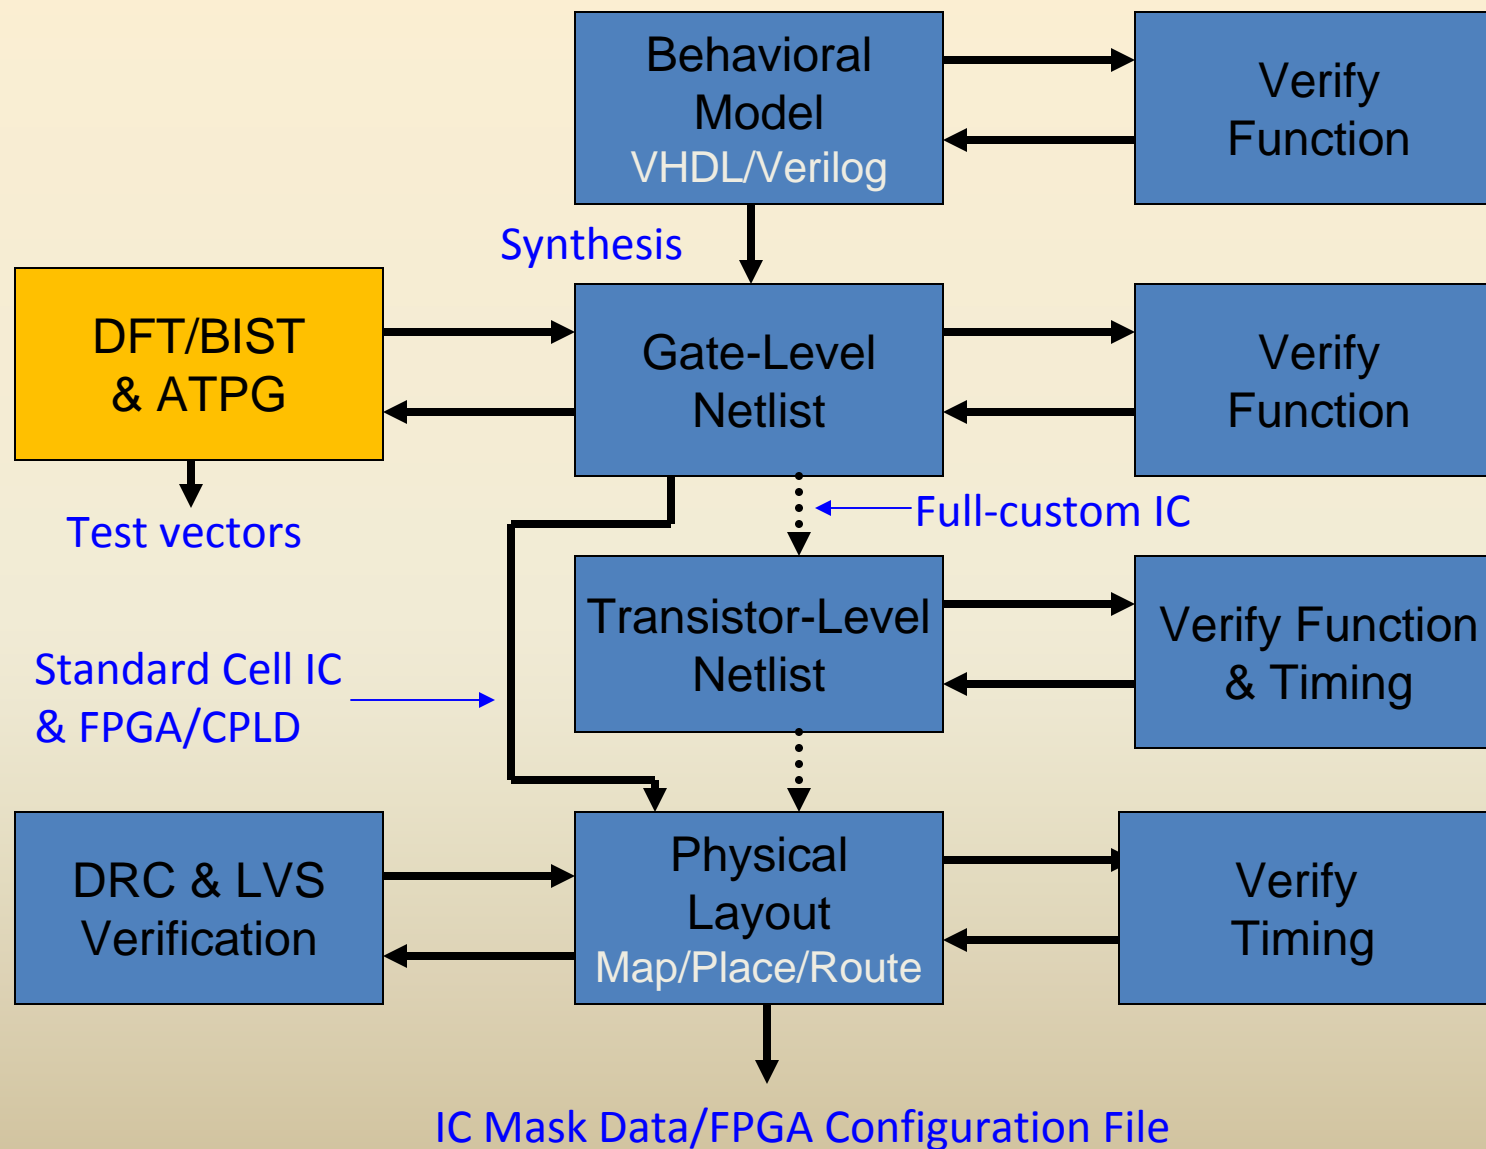 Behavioral
Model
VHDL/Verilog
Verify
Function
Synthesis
DFT/BIST
& ATPG
Gate-Level
Netlist
Verify
Function
Test vectors
Full-custom IC
Transistor-Level
Netlist
Verify Function
& Timing
Standard Cell IC
& FPGA/CPLD
DRC & LVS
Verification
Physical
Layout
Map/Place/Route
Verify
Timing
IC Mask Data/FPGA Configuration File